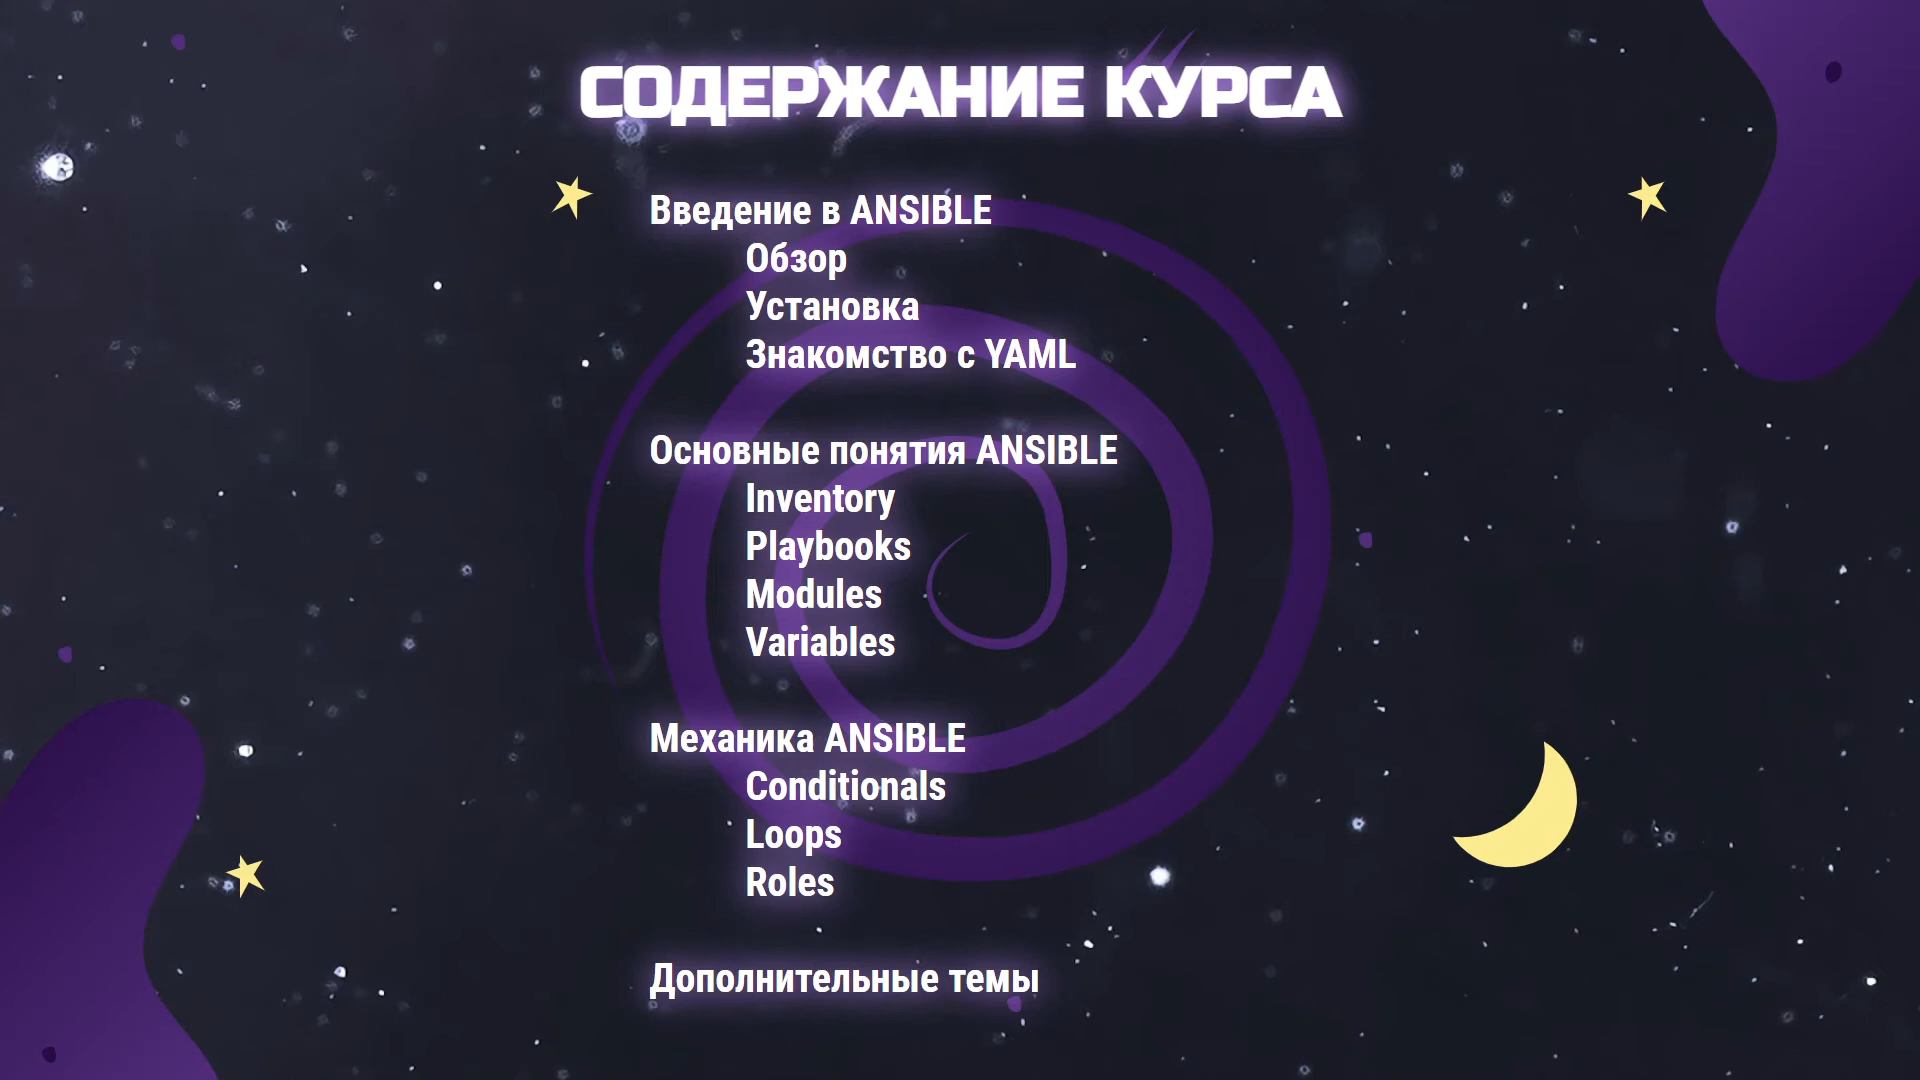 СОДЕРЖАНИЕ КУРСА
Введение в ANSIBLE
Обзор
Установка
Знакомство с YAML
Основные понятия ANSIBLE
Inventory
Playbooks
Modules
Variables
Механика ANSIBLE
Conditionals
Loops
Roles
Дополнительные темы